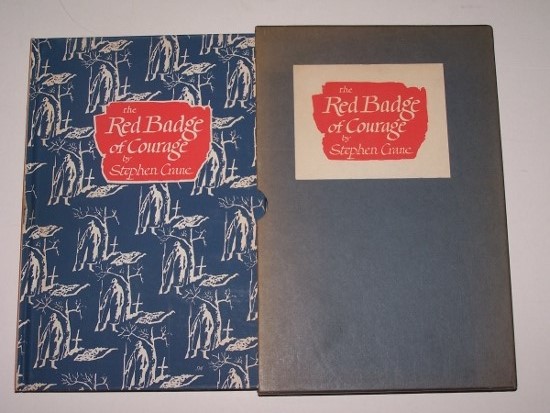 the
Red Badge
of Courage
by
Stephen Crane
the
Red Badge
of Courage
by
Stephen Crane